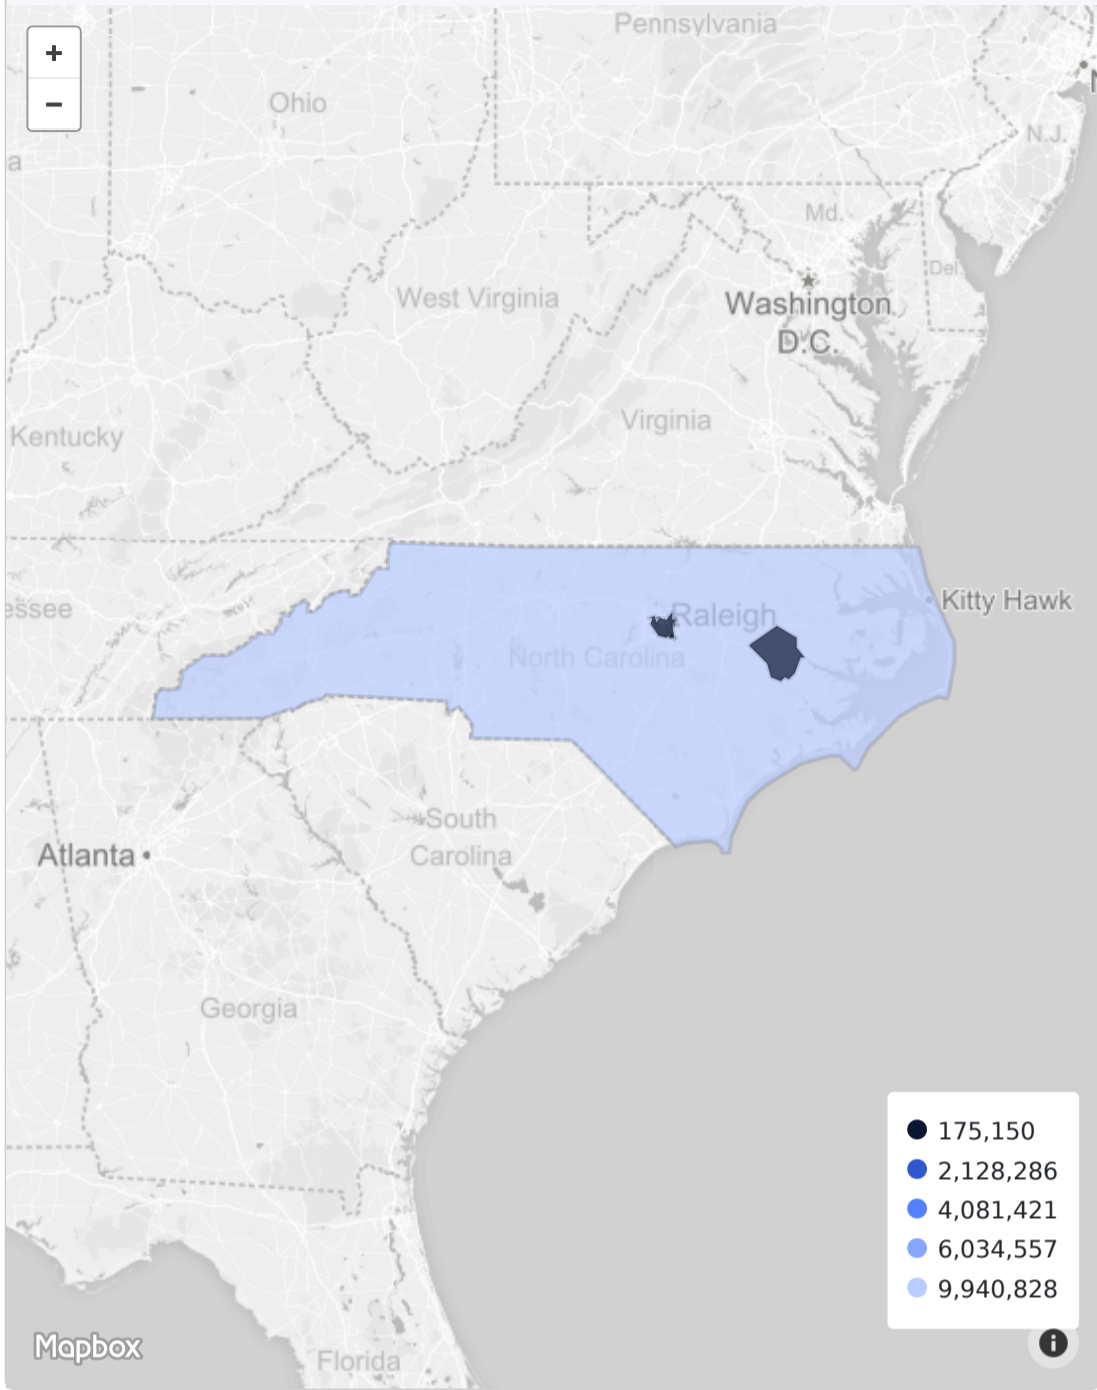 +
Pennsylvania
Ohio
N.J.
a
Md.
Del.
West Virginia
Washington
D.C.
Virginia
Kentucky
essee
Kitty Hawk
Raleigh
North Carolina
South
Carolina
Atlanta
Georgia
175,150
2,128,286
4,081,421
6,034,557
9,940,828
Mapbox
i
Florida